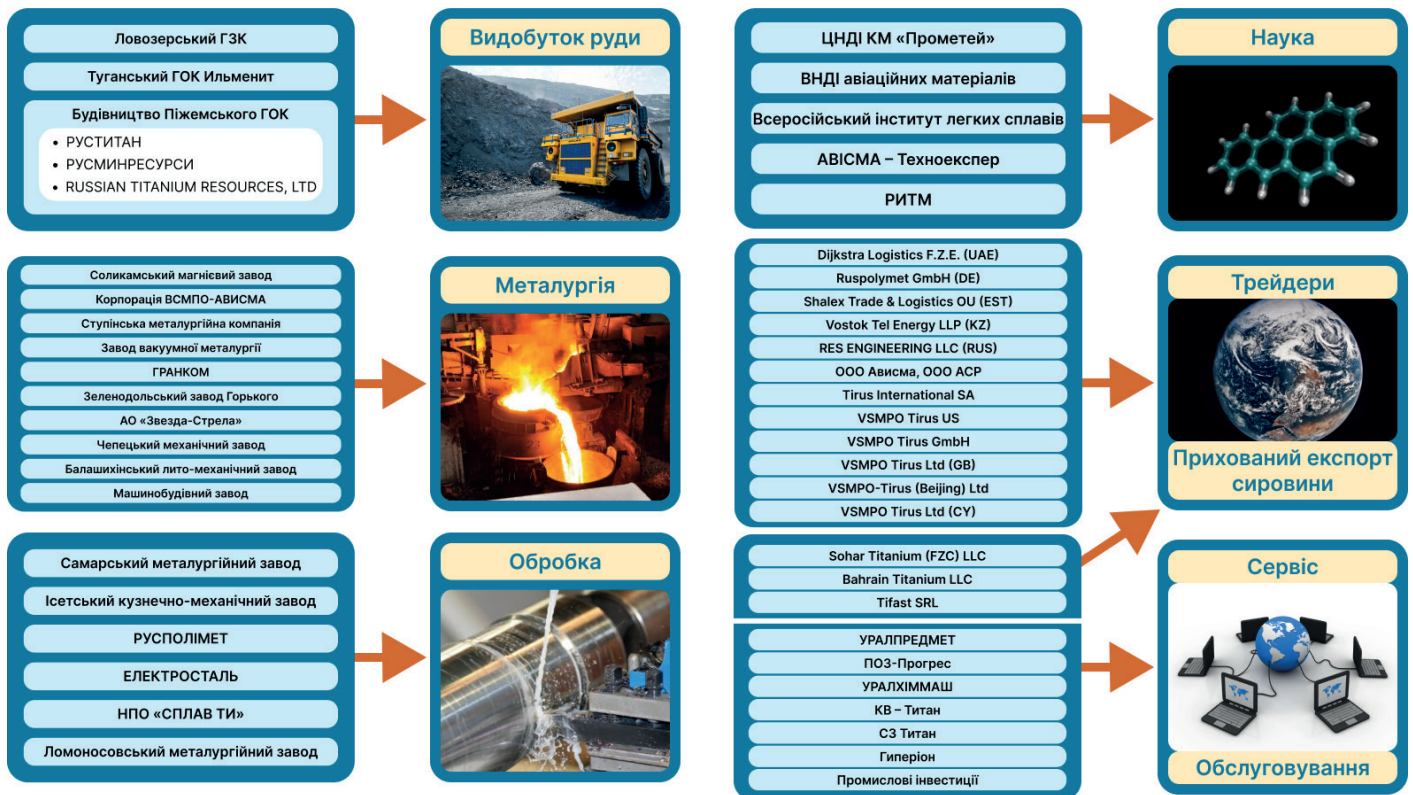 Ловозерський ГЗК
Туганський ГОК Ильменит
Будівництво Піжемського ГОК
• РУСТИТАН
• РУСМИНРЕСУРСИ
• RUSSIAN TITANIUM RESOURCES, LTD
Видобуток руди
Соликамський магнієвий завод
Корпорація ВСМПО-АВИСМА
Ступінська металургійна компанія
Завод вакуумної металургії
ГРАНКОМ
Зеленодольський завод Горького
АО «Звезда-Стрела»
Чепецький механічний завод
Балашихінський лито-механічний завод
Машинобудівний завод
Металургія
Самарський металургійний завод
Ісетський кузнечно-механічний завод
РУСПОЛІМЕТ
ЕЛЕКТРОСТАЛЬ
НПО «СПЛАВ ТИ»
Ломоносовський металургійний завод
Обробка
ЦНДІ КМ «Прометей»
ВНДІ авіаційних матеріалів
Всеросійський інститут легких сплавів
АВІСМА – Техноекспер
РИТМ
Наука
Dijkstra Logistics F.Z.E. (UAE)
Ruspolymet GmbH (DE)
Shalex Trade & Logistics OU (EST)
Vostok Tel Energy LLP (KZ)
RES ENGINEERING LLC (RUS)
ООО Ависма, ООО АСР
Tirus International SA
VSMPO Tirus US
VSMPO Tirus GmbH
VSMPO Tirus Ltd (GB)
VSMPO-Tirus (Beijing) Ltd
VSMPO Tirus Ltd (CY)
Трейдери
Прихований експорт
сировини
Sohar Titanium (FZC) LLC
Bahrain Titanium LLC
Tifast SRL
УРАЛПРЕДМЕТ
ПОЗ-Прогрес
УРАЛХІММАШ
КВ – Титан
СЗ Титан
Гиперіон
Промислові інвестиції
Сервіс
Обслуговування